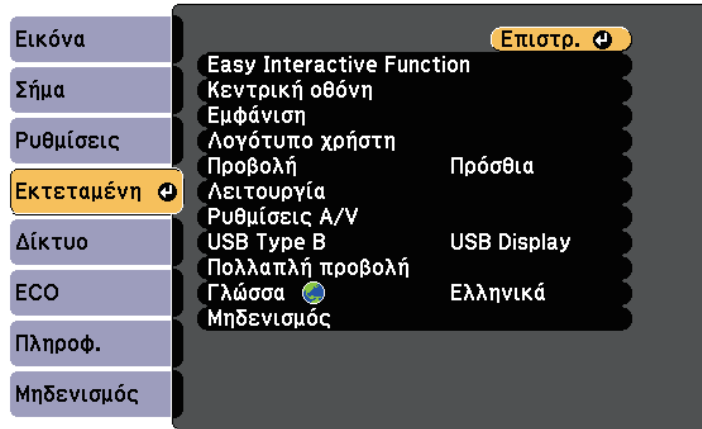 Εικόνα
Σήμα
Ρυθμίσεις
Εκτεταμένη
Δίκτυο
ECO
Πληροφ.
Μηδενισμός
Επιστρ.
Easy Interactive Function
Κεντρική οθόνη
Εμφάνιση
Λογότυπο χρήστη
Προβολή Πρόσθια
Λειτουργία
Ρυθμίσεις A/V
USB Type B USB Display
Πολλαπλή προβολή
Γλώσσα Ελληνικά
Μηδενισμός